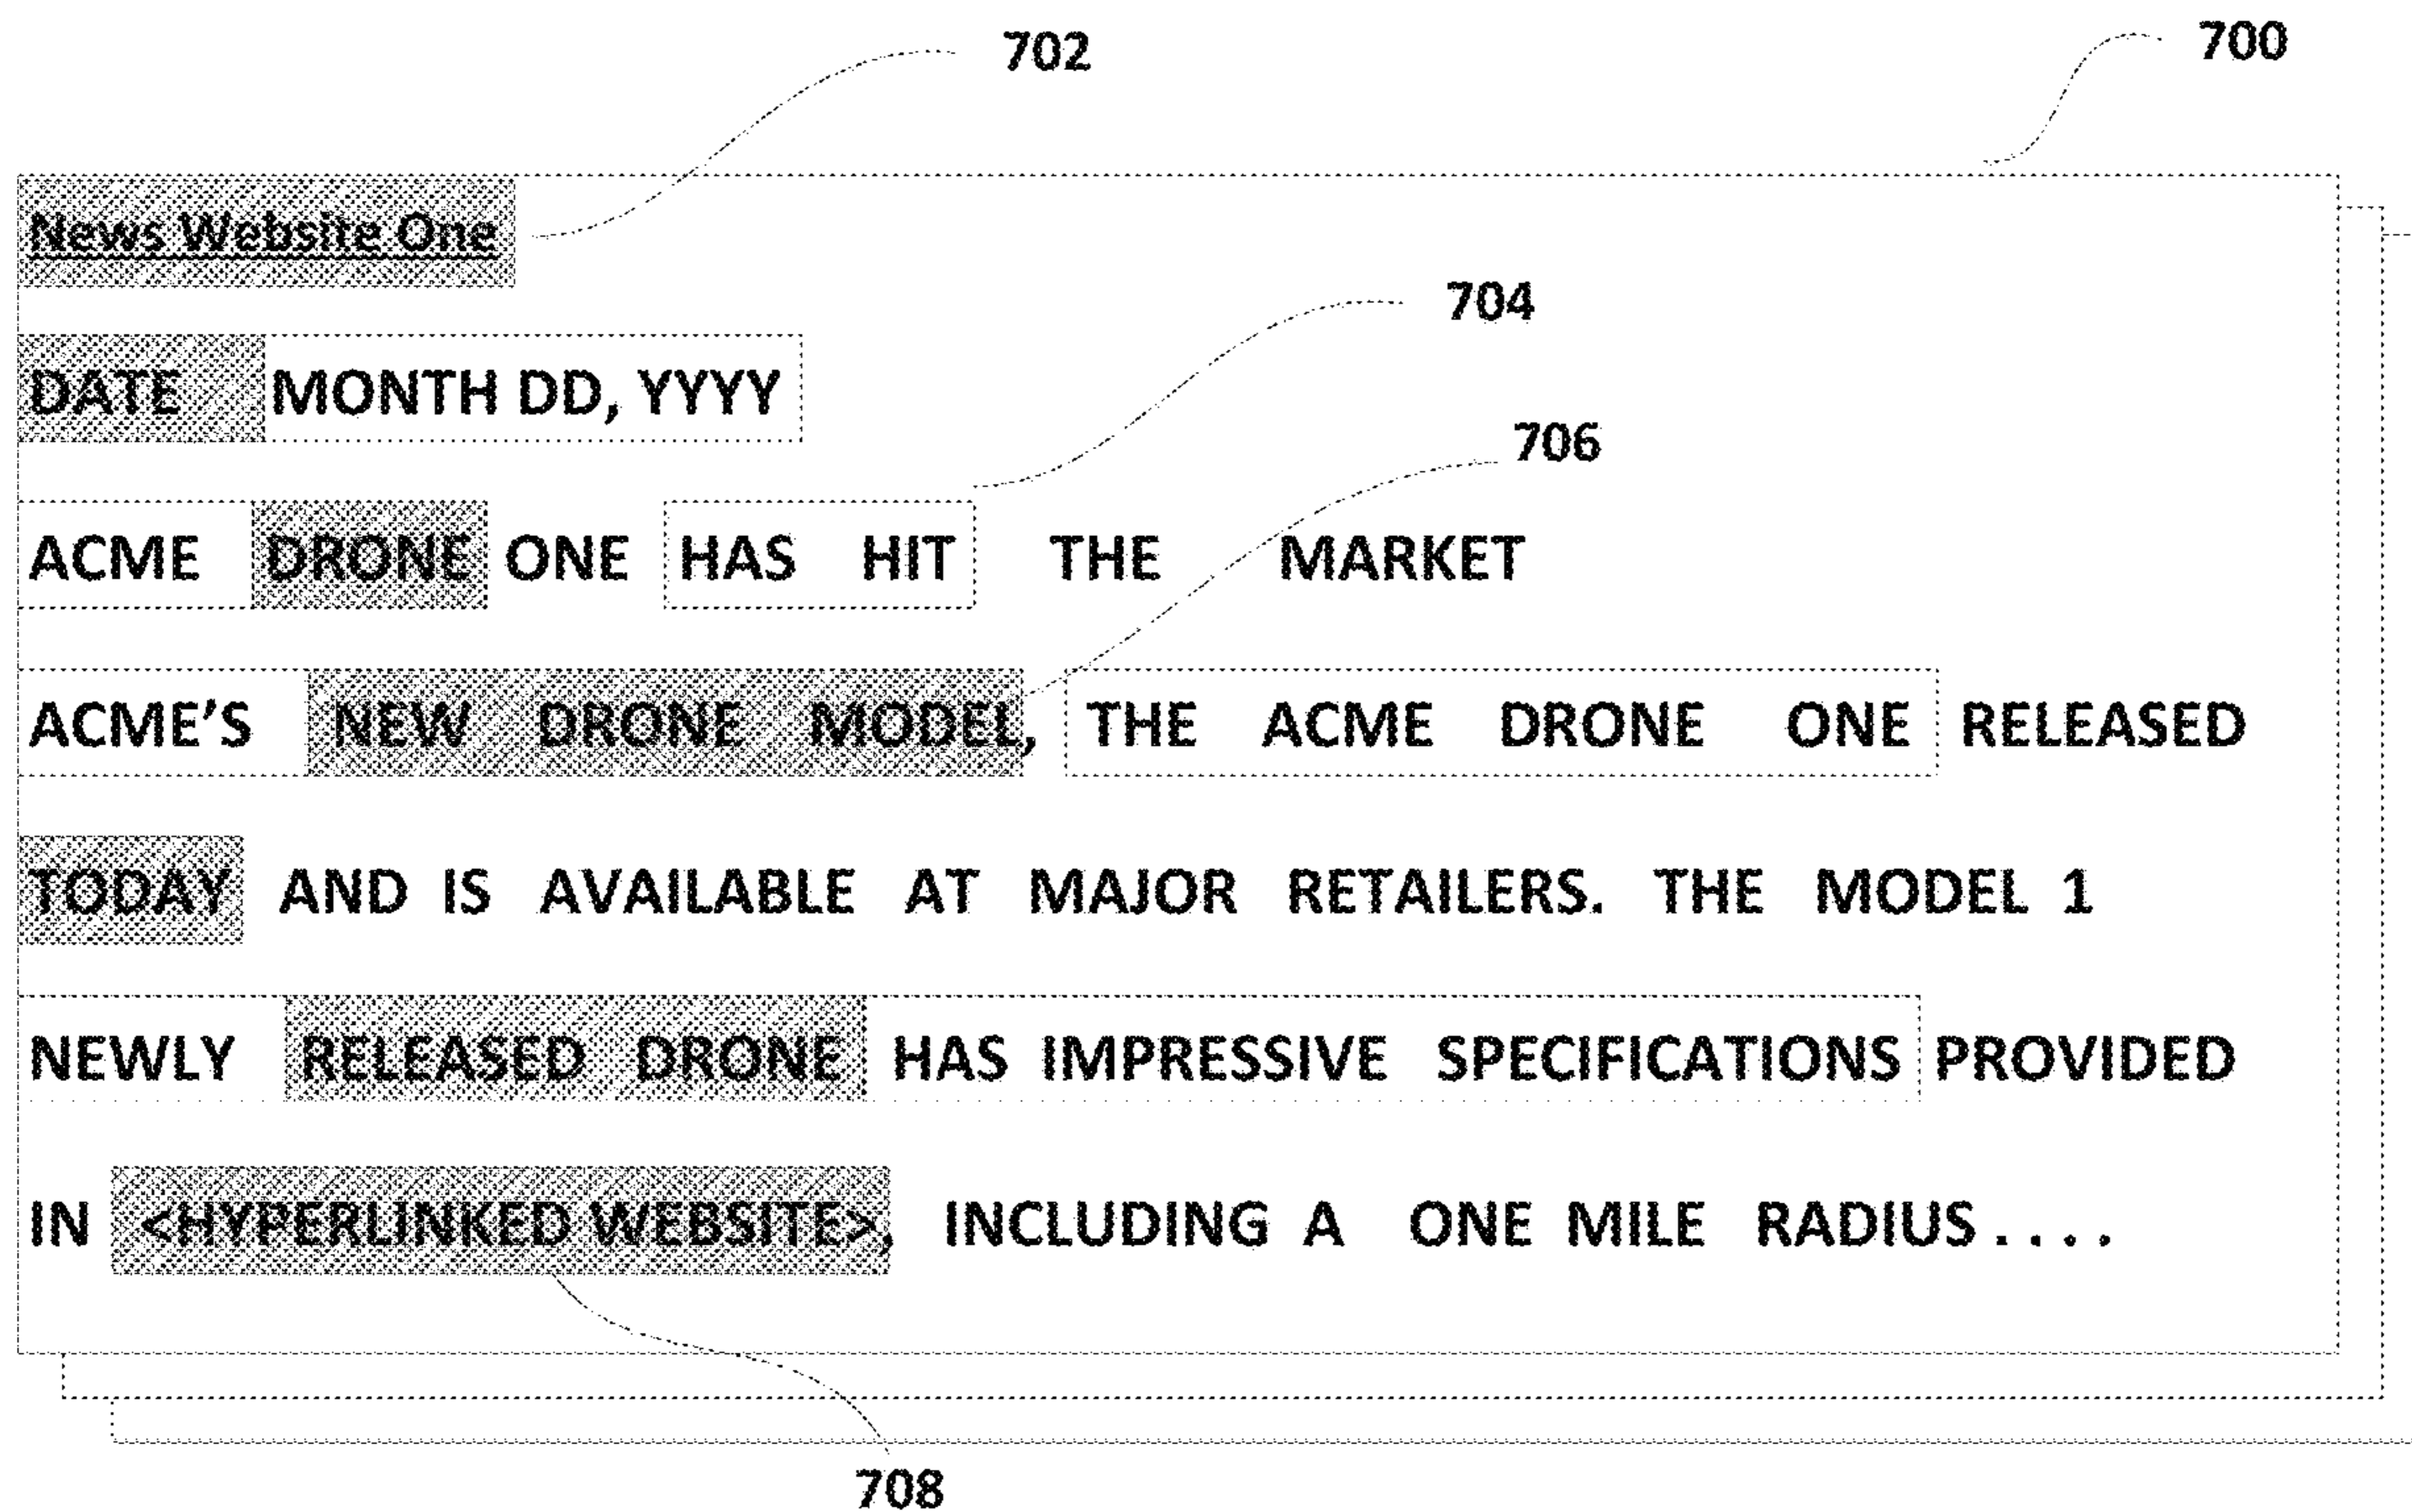 702
700
News Website One
704
DATE MONTH DD, YYYY
706
ACME DRONE ONE HAS HIT THE MARKET
ACME'S NEW DRONE MODEL, THE ACME DRONE ONE RELEASED
TODAY AND IS AVAILABLE AT MAJOR RETAILERS. THE MODEL 1
NEWLY RELEASED DRONE HAS IMPRESSIVE SPECIFICATIONS PROVIDED
IN <HYPERLINKED WEBSITE>, INCLUDING A ONE MILE RADIUS . . . .
708